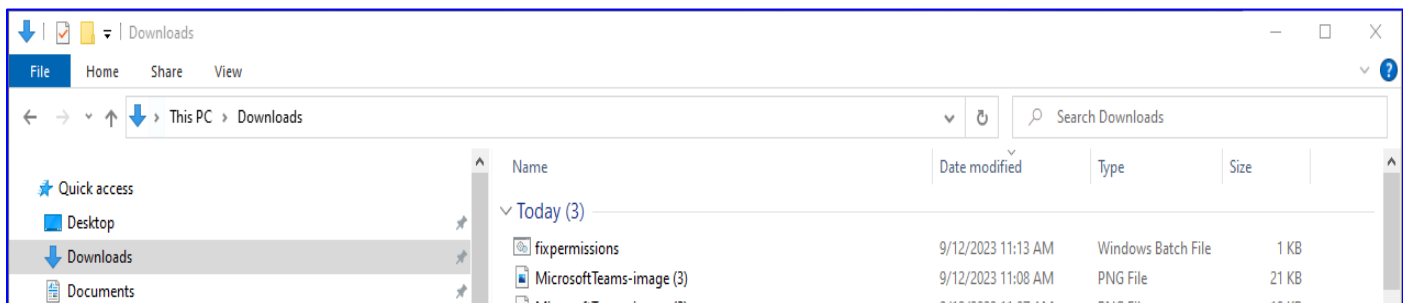 Downloads
File Home Share View
This PC > Downloads Search Downloads
Name Date modified Type Size
Quick access
Today (3)
Desktop
fixpermissions 9/12/2023 11:13 AM Windows Batch File 1 KB
Downloads
MicrosoftTeams-image (3) 9/12/2023 11:08 AM PNG File 21 KB
Documents